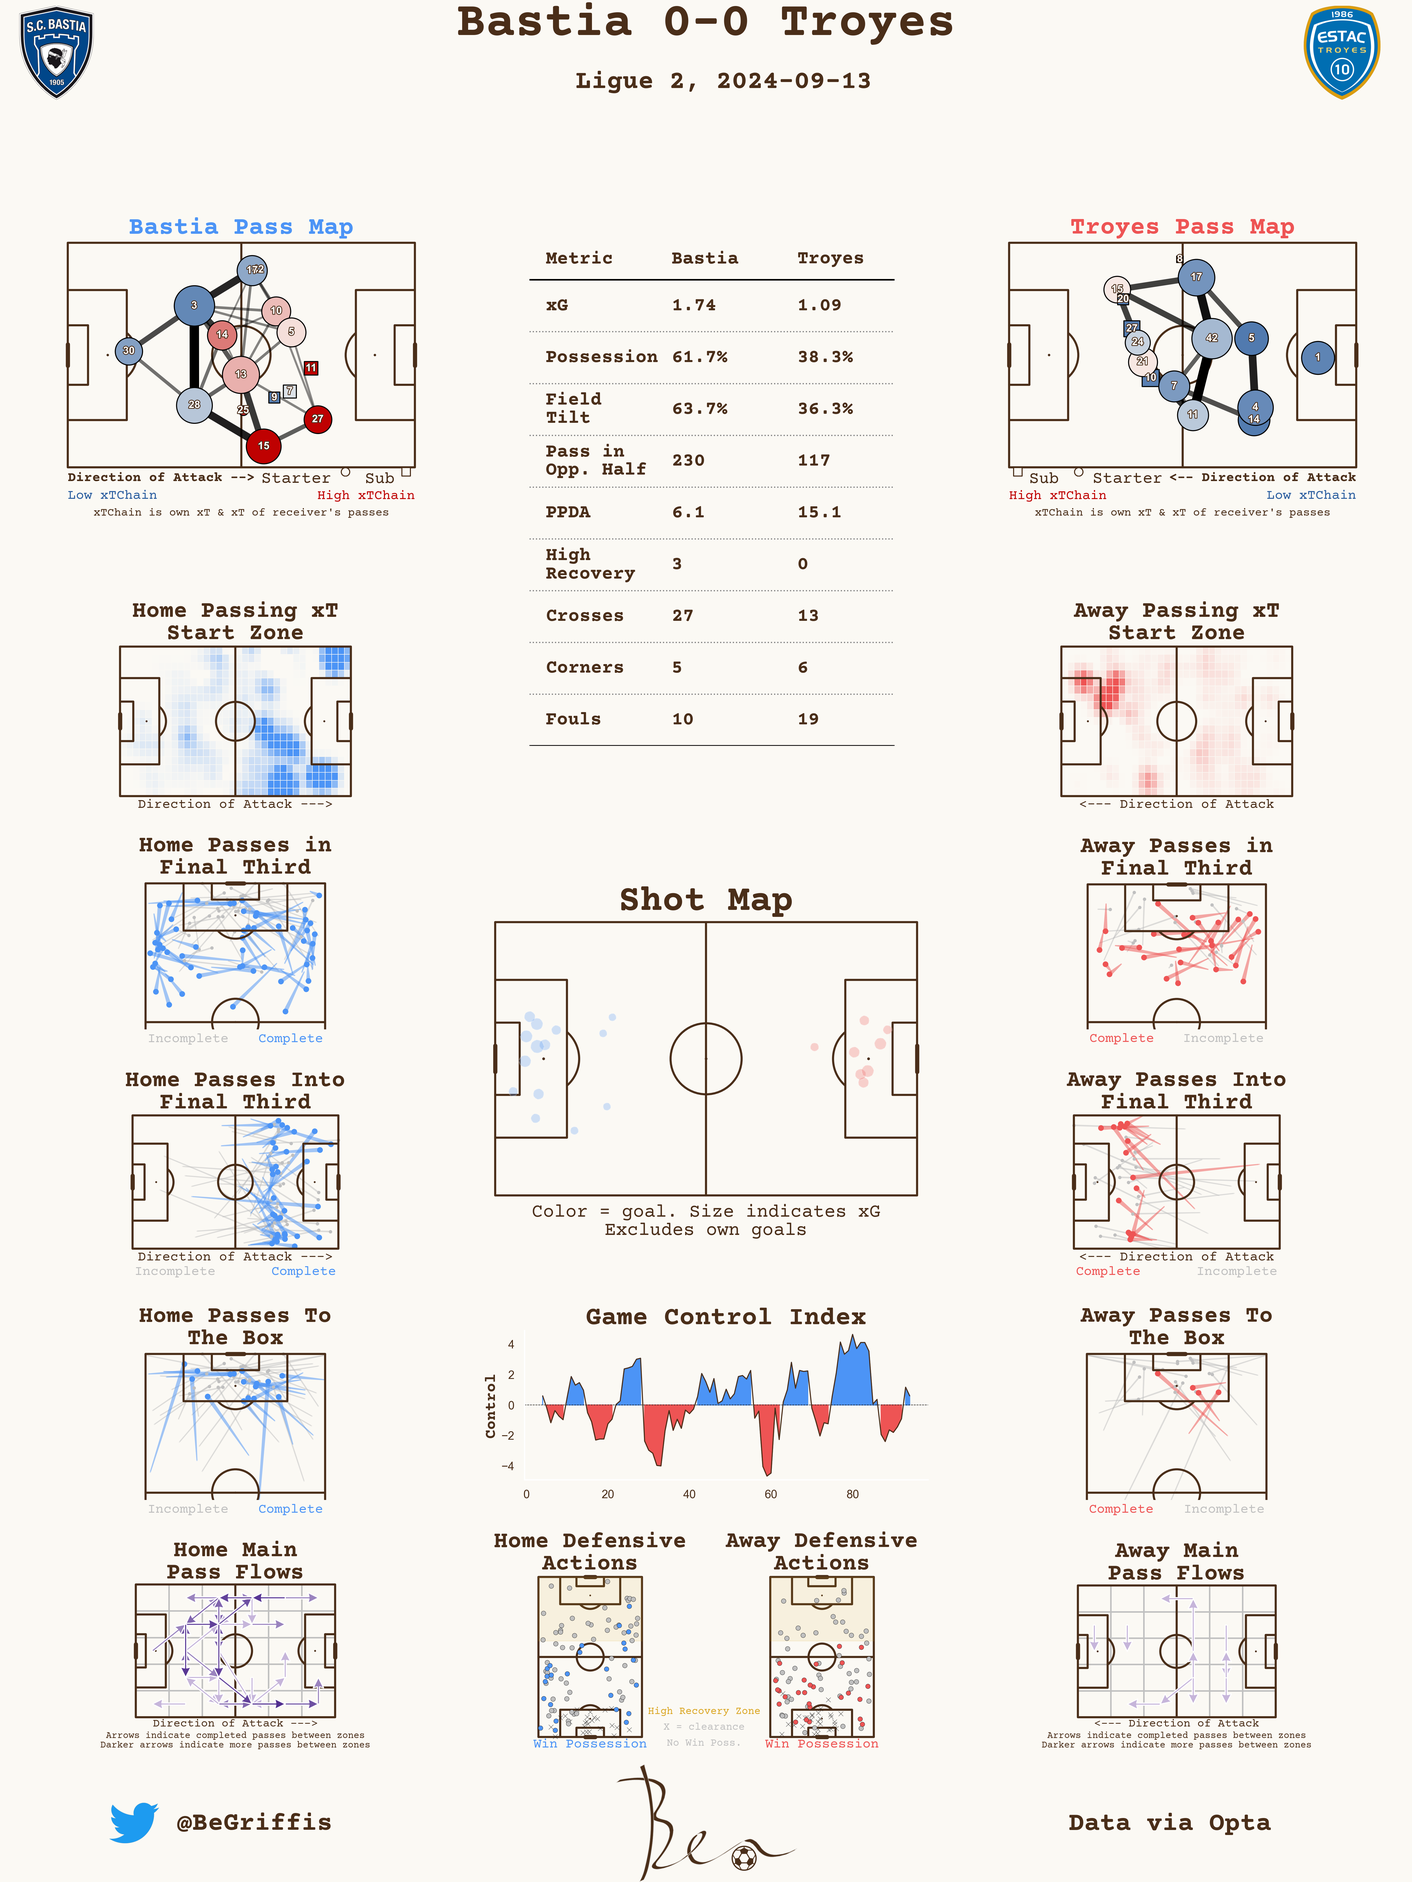 Bastia 0-0 Troyes
Ligue 2, 2024-09-13
S.C. BASTIA
1905
1986
ESTAC
TROYES
10
Bastia Pass Map
3
10
14
5
30
13
11
7
9
28
25
27
15
Direction of Attack --> Starter Sub
Low xTChain High xTChain
xTChain is own xT & xT of receiver's passes
Metric Bastia Troyes
xG 1.74 1.09
Possession 61.7% 38.3%
Field
Tilt 63.7% 36.3%
Pass in
Opp. Half 230 117
PPDA 6.1 15.1
High
Recovery 3 0
Crosses 27 13
Corners 5 6
Fouls 10 19
Troyes Pass Map
8
17
15
20
27
24
42
5
21
1
10
7
11
4
14
Sub Starter <-- Direction of Attack
High xTChain Low xTChain
xTChain is own xT & xT of receiver's passes
Home Passing xT
Start Zone
Direction of Attack --->
Away Passing xT
Start Zone
<--- Direction of Attack
Home Passes in
Final Third
Incomplete Complete
Away Passes in
Final Third
Complete Incomplete
Shot Map
Color = goal. Size indicates xG
Excludes own goals
Home Passes Into
Final Third
Direction of Attack --->
Incomplete Complete
Away Passes Into
Final Third
<--- Direction of Attack
Complete Incomplete
Home Passes To
The Box
Incomplete Complete
Game Control Index
Control
4
2
0
−2
−4
0 20 40 60 80
Away Passes To
The Box
Complete Incomplete
Home Main
Pass Flows
Direction of Attack --->
Arrows indicate completed passes between zones
Darker arrows indicate more passes between zones
Home Defensive
Actions
Win Possession
High Recovery Zone
X = clearance
No Win Poss.
Away Defensive
Actions
Win Possession
Away Main
Pass Flows
<--- Direction of Attack
Arrows indicate completed passes between zones
Darker arrows indicate more passes between zones
@BeGriffis
Ben
Data via Opta